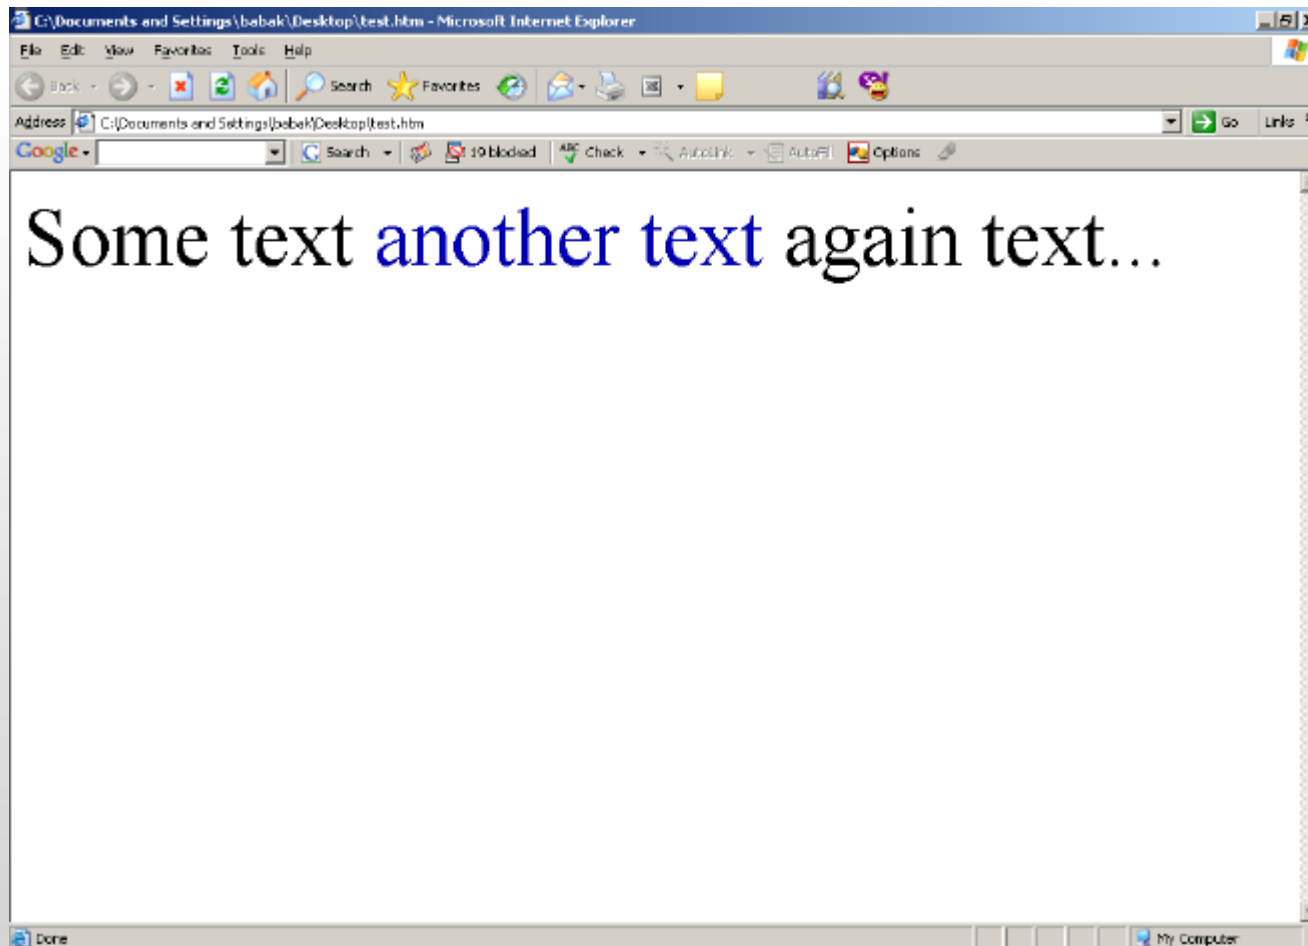 C:\Documents and Settings\babak\Desktop\test.htm - Microsoft Internet Explorer
File Edit View Favorites Tools Help
Back Search Favorites
Address C:\Documents and Settings\babak\Desktop\test.htm Go Links
Google Search 19 blocked ABC Check AutoLink AutoFill Options
Some text another text again text...
Done My Computer